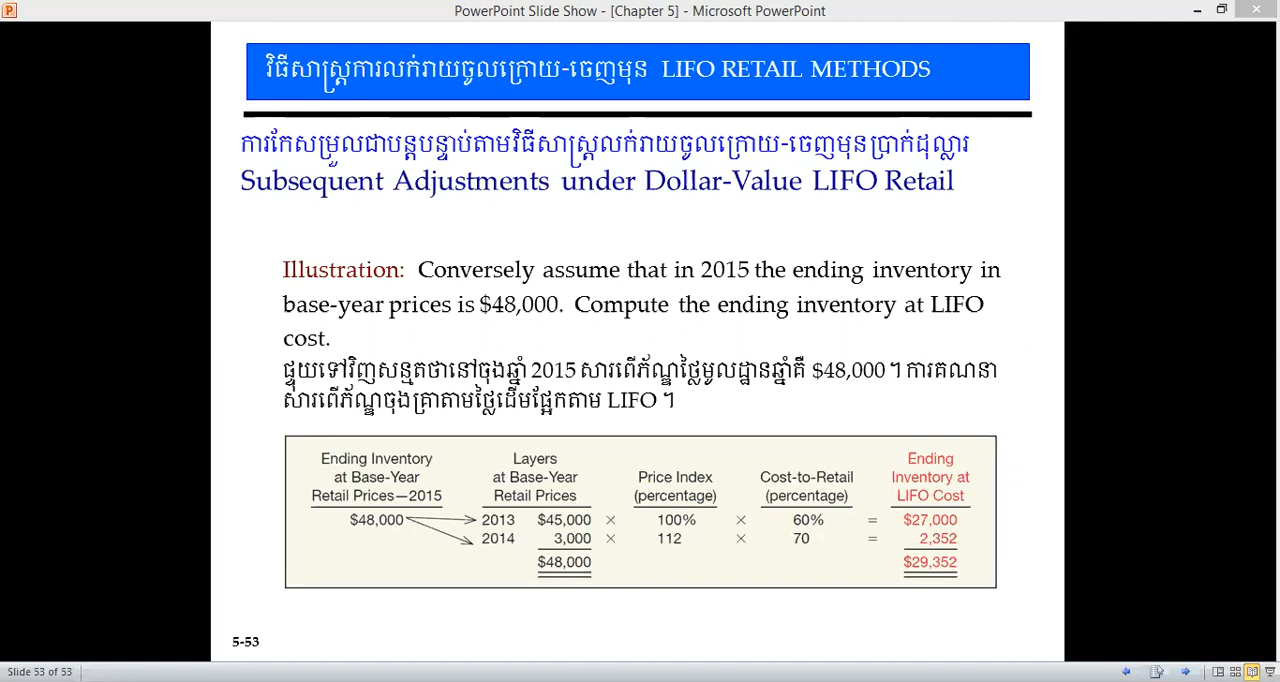 PowerPoint Slide Show - [Chapter 5] - Microsoft PowerPoint
វិធីសាស្ត្រការលក់រាយចូលក្រោយ-ចេញមុន LIFO RETAIL METHODS
ការកែសម្រួលជាបន្តបន្ទាប់តាមវិធីសាស្ត្រលក់រាយចូលក្រោយ-ចេញមុនប្រាក់ដុល្លារ
Subsequent Adjustments under Dollar-Value LIFO Retail
Illustration: Conversely assume that in 2015 the ending inventory in
base-year prices is $48,000. Compute the ending inventory at LIFO
cost.
ផ្ទុយទៅវិញសន្មតថានៅចុងឆ្នាំ 2015 សារពើភ័ណ្ឌថ្លៃមូលដ្ឋានឆ្នាំគឺ $48,000។ ការគណនា
សារពើភ័ណ្ឌចុងគ្រាតាមថ្លៃដើមផ្អែកតាម LIFO ។
Ending Inventory Layers Ending
at Base-Year at Base-Year Price Index Cost-to-Retail Inventory at
Retail Prices—2015 Retail Prices (percentage) (percentage) LIFO Cost
$48,000 2013 $45,000 × 100% × 60% = $27,000
2014 3,000 × 112 × 70 = 2,352
$48,000 $29,352
5-53
Slide 53 of 53